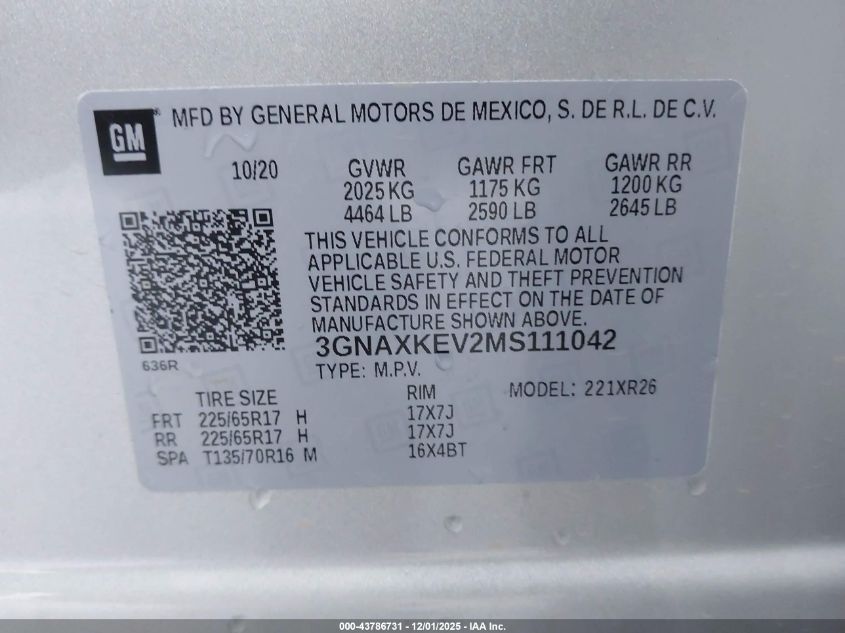 GM® MFD BY GENERAL MOTORS DE MEXICO, S. DE R.L. DE C.V.
10/20 GVWR GAWR FRT GAWR RR
2025 KG 1175 KG 1200 KG
4464 LB 2590 LB 2645 LB
THIS VEHICLE CONFORMS TO ALL
APPLICABLE U.S. FEDERAL MOTOR
VEHICLE SAFETY AND THEFT PREVENTION
STANDARDS IN EFFECT ON THE DATE OF
MANUFACTURE SHOWN ABOVE.
3GNAXKEV2MS111042
636R
TYPE: M.P.V.
TIRE SIZE RIM MODEL: 221XR26
FRT 225/65R17 H 17X7J
RR 225/65R17 H 17X7J
SPA T135/70R16 M 16X4BT
000-43786731 - 12/01/2025 - IAA Inc.